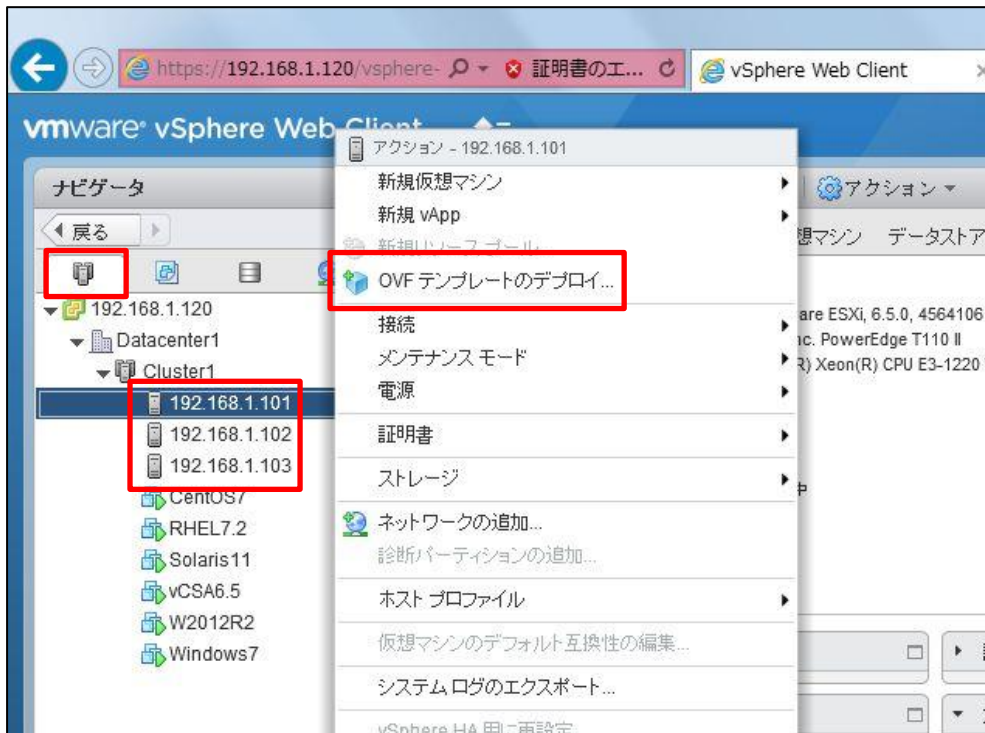 https://192.168.1.120/vsphere-
証明書のエ...
vSphere Web Client
vmware® vSphere Web Client
ナビゲータ
戻る
192.168.1.120
Datacenter1
Cluster1
192.168.1.101
192.168.1.102
192.168.1.103
CentOS7
RHEL7.2
Solaris11
vCSA6.5
W2012R2
Windows7
アクション - 192.168.1.101
新規仮想マシン
新規 vApp
新規リソース プール...
OVF テンプレートのデプロイ...
接続
メンテナンス モード
電源
証明書
ストレージ
ネットワークの追加...
診断パーティションの追加...
ホスト プロファイル
仮想マシンのデフォルト互換性の編集...
システム ログのエクスポート...
vSphere HA 用に再設定
アクション
想マシン データストア
are ESXi, 6.5.0, 4564106
nc. PowerEdge T110 II
R) Xeon(R) CPU E3-1220
中